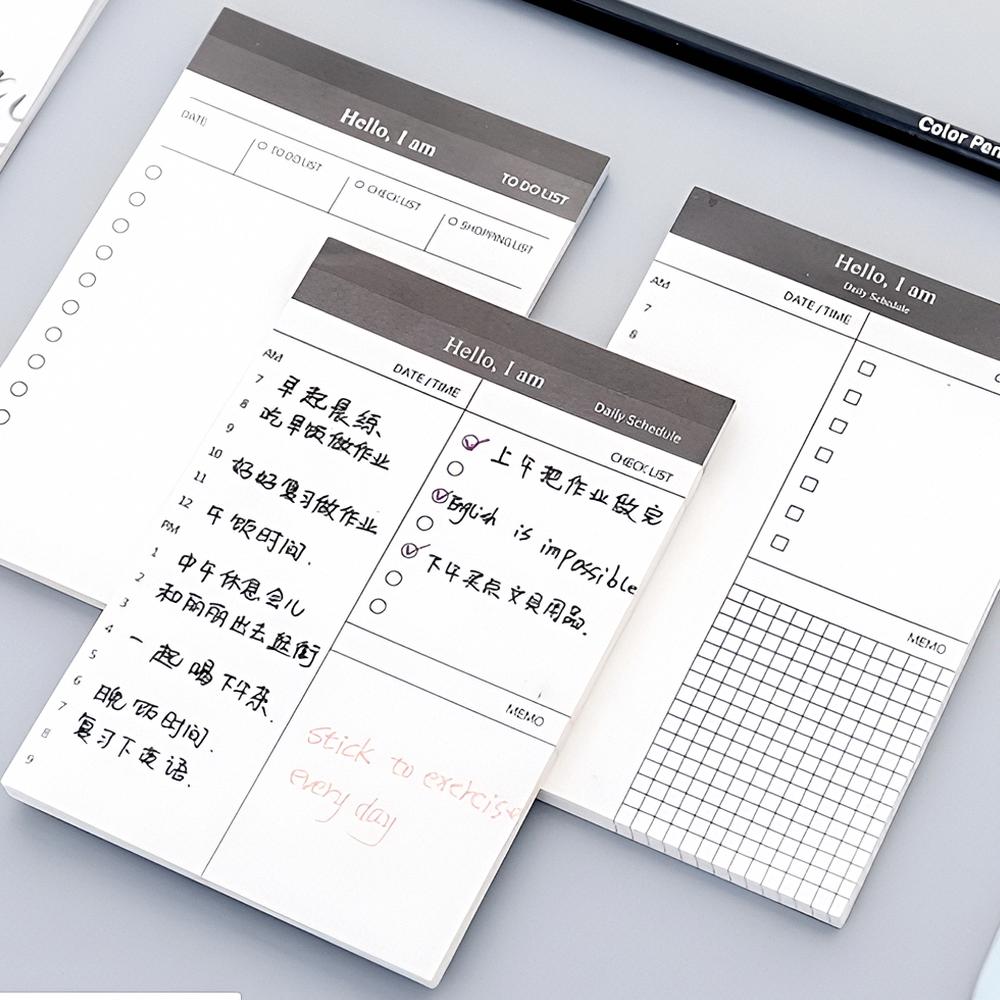 Hello, I am
TO DO LIST
DATE
TO DO LIST
CHECK LIST
SHOPPING LIST
Color Pen
Hello, I am
Daily Schedule
AM
DATE / TIME
7
8
MEMO
Hello, I am
Daily Schedule
AM
DATE / TIME
CHECK LIST
7 早起晨练、
8 吃早饭做作业
9
10 好好复习做作业
11
12 午饭时间.
PM
1 中午休息会儿
2 和丽丽出去逛街
3
4 一起喝下午茶.
5
6 晚饭时间.
7 复习下英语.
8
9
上午把作业做完
English is impossible
下午买点文具用品.
MEMO
stick to exercise
every day